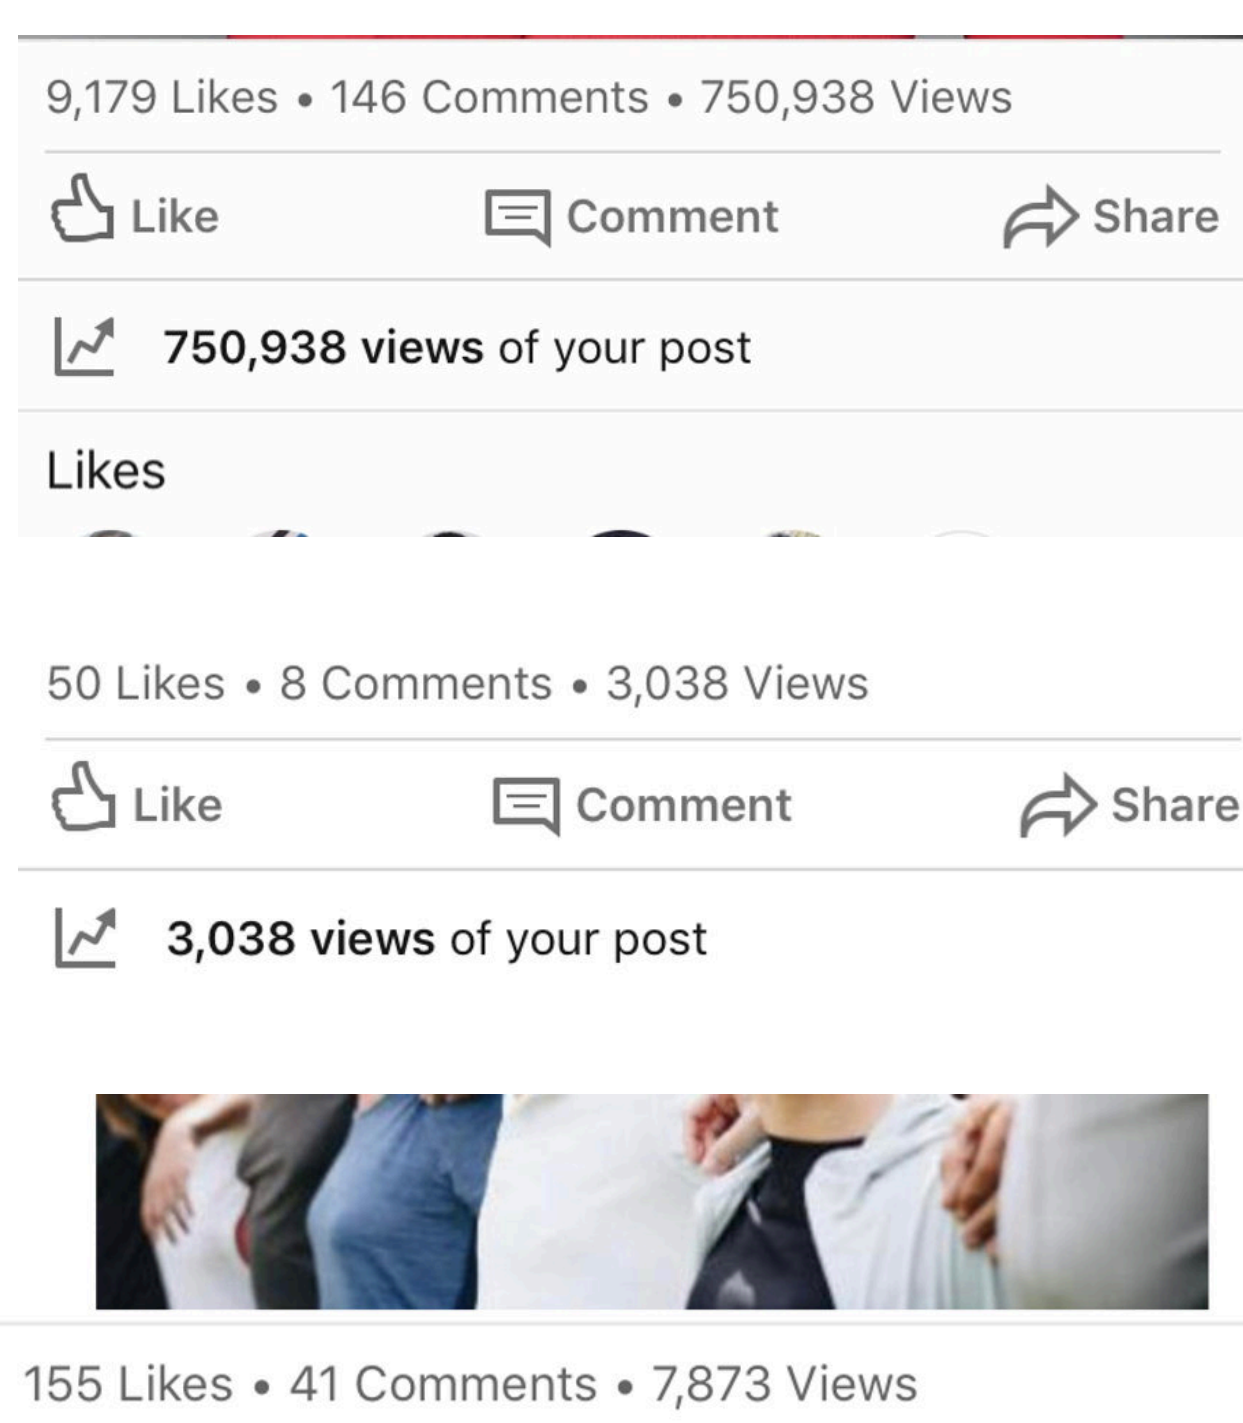 9,179 Likes • 146 Comments • 750,938 Views
Like Comment Share
750,938 views of your post
Likes
50 Likes • 8 Comments • 3,038 Views
Like Comment Share
3,038 views of your post
155 Likes • 41 Comments • 7,873 Views